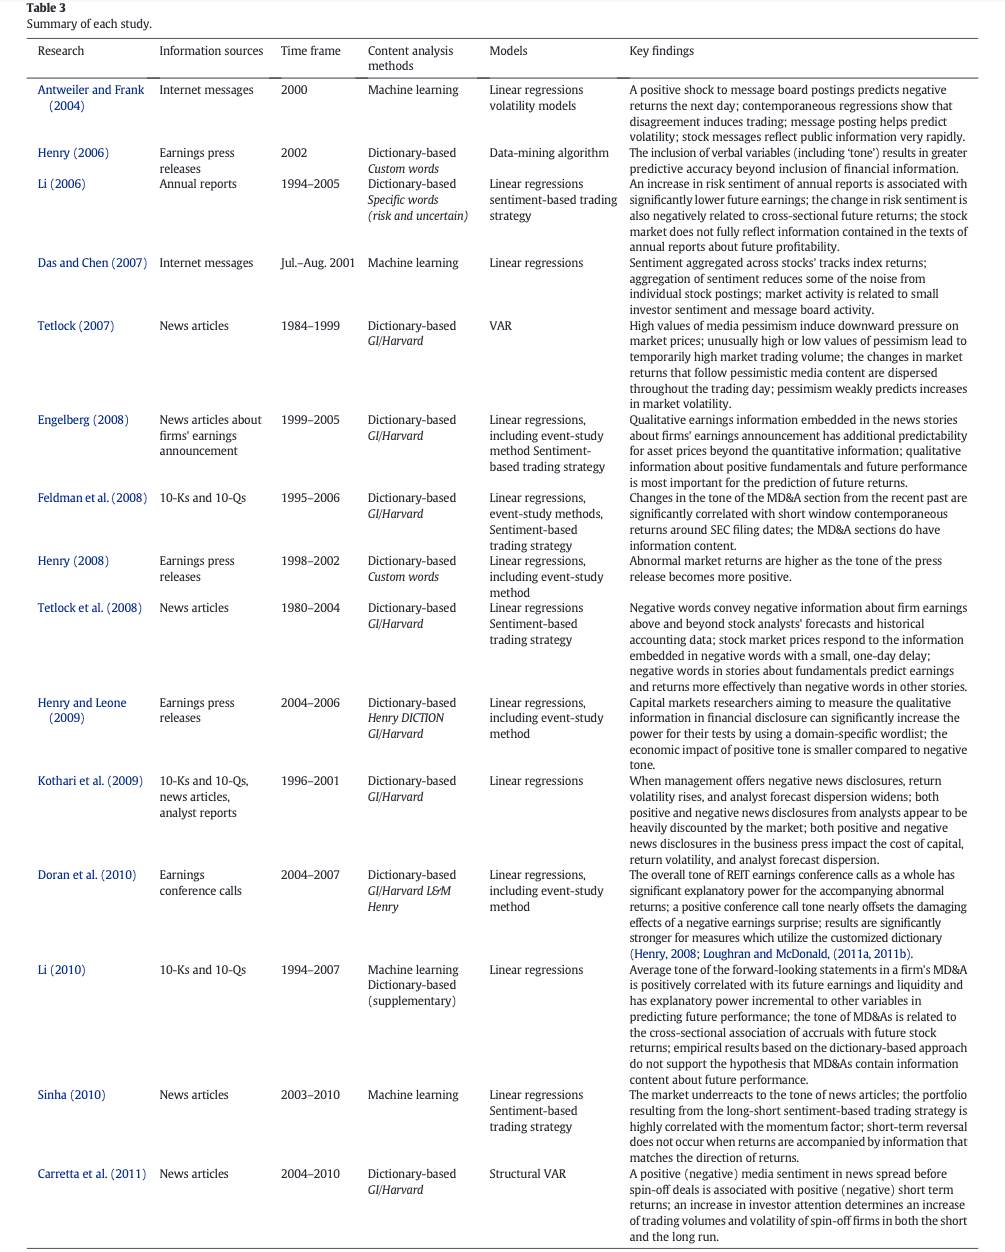 Table 3
Summary of each study.
Research Information sources Time frame Content analysis methods Models Key findings
Antweiler and Frank (2004) Internet messages 2000 Machine learning Linear regressions volatility models A positive shock to message board postings predicts negative
returns the next day; contemporaneous regressions show that
disagreement induces trading; message posting helps predict
volatility; stock messages reflect public information very rapidly.
Henry (2006) Earnings press releases 2002 Dictionary-based Custom words Data-mining algorithm The inclusion of verbal variables (including ‘tone’) results in greater
predictive accuracy beyond inclusion of financial information.
Li (2006) Annual reports 1994–2005 Dictionary-based Specific words (risk and uncertain) Linear regressions sentiment-based trading strategy An increase in risk sentiment of annual reports is associated with
significantly lower future earnings; the change in risk sentiment is
also negatively related to cross-sectional future returns; the stock
market does not fully reflect information contained in the texts of
annual reports about future profitability.
Das and Chen (2007) Internet messages Jul.–Aug. 2001 Machine learning Linear regressions Sentiment aggregated across stocks' tracks index returns;
aggregation of sentiment reduces some of the noise from
individual stock postings; market activity is related to small
investor sentiment and message board activity.
Tetlock (2007) News articles 1984–1999 Dictionary-based GI/Harvard VAR High values of media pessimism induce downward pressure on
market prices; unusually high or low values of pessimism lead to
temporarily high market trading volume; the changes in market
returns that follow pessimistic media content are dispersed
throughout the trading day; pessimism weakly predicts increases
in market volatility.
Engelberg (2008) News articles about firms' earnings announcement 1999–2005 Dictionary-based GI/Harvard Linear regressions, including event-study method Sentiment-based trading strategy Qualitative earnings information embedded in the news stories
about firms' earnings announcement has additional predictability
for asset prices beyond the quantitative information; qualitative
information about positive fundamentals and future performance
is most important for the prediction of future returns.
Feldman et al. (2008) 10-Ks and 10-Qs 1995–2006 Dictionary-based GI/Harvard Linear regressions, event-study methods, Sentiment-based trading strategy Changes in the tone of the MD&A section from the recent past are
significantly correlated with short window contemporaneous
returns around SEC filing dates; the MD&A sections do have
information content.
Henry (2008) Earnings press releases 1998–2002 Dictionary-based Custom words Linear regressions, including event-study method Abnormal market returns are higher as the tone of the press
release becomes more positive.
Tetlock et al. (2008) News articles 1980–2004 Dictionary-based GI/Harvard Linear regressions Sentiment-based trading strategy Negative words convey negative information about firm earnings
above and beyond stock analysts' forecasts and historical
accounting data; stock market prices respond to the information
embedded in negative words with a small, one-day delay;
negative words in stories about fundamentals predict earnings
and returns more effectively than negative words in other stories.
Henry and Leone (2009) Earnings press releases 2004–2006 Dictionary-based Henry DICTION GI/Harvard Linear regressions, including event-study method Capital markets researchers aiming to measure the qualitative
information in financial disclosure can significantly increase the
power for their tests by using a domain-specific wordlist; the
economic impact of positive tone is smaller compared to negative
tone.
Kothari et al. (2009) 10-Ks and 10-Qs, news articles, analyst reports 1996–2001 Dictionary-based GI/Harvard Linear regressions When management offers negative news disclosures, return
volatility rises, and analyst forecast dispersion widens; both
positive and negative news disclosures from analysts appear to be
heavily discounted by the market; both positive and negative
news disclosures in the business press impact the cost of capital,
return volatility, and analyst forecast dispersion.
Doran et al. (2010) Earnings conference calls 2004–2007 Dictionary-based GI/Harvard L&M Henry Linear regressions, including event-study method The overall tone of REIT earnings conference calls as a whole has
significant explanatory power for the accompanying abnormal
returns; a positive conference call tone nearly offsets the damaging
effects of a negative earnings surprise; results are significantly
stronger for measures which utilize the customized dictionary
(Henry, 2008; Loughran and McDonald, (2011a, 2011b).
Li (2010) 10-Ks and 10-Qs 1994–2007 Machine learning Dictionary-based (supplementary) Linear regressions Average tone of the forward-looking statements in a firm's MD&A
is positively correlated with its future earnings and liquidity and
has explanatory power incremental to other variables in
predicting future performance; the tone of MD&As is related to
the cross-sectional association of accruals with future stock
returns; empirical results based on the dictionary-based approach
do not support the hypothesis that MD&As contain information
content about future performance.
Sinha (2010) News articles 2003–2010 Machine learning Linear regressions Sentiment-based trading strategy The market underreacts to the tone of news articles; the portfolio
resulting from the long-short sentiment-based trading strategy is
highly correlated with the momentum factor; short-term reversal
does not occur when returns are accompanied by information that
matches the direction of returns.
Carretta et al. (2011) News articles 2004–2010 Dictionary-based GI/Harvard Structural VAR A positive (negative) media sentiment in news spread before
spin-off deals is associated with positive (negative) short term
returns; an increase in investor attention determines an increase
of trading volumes and volatility of spin-off firms in both the short
and the long run.